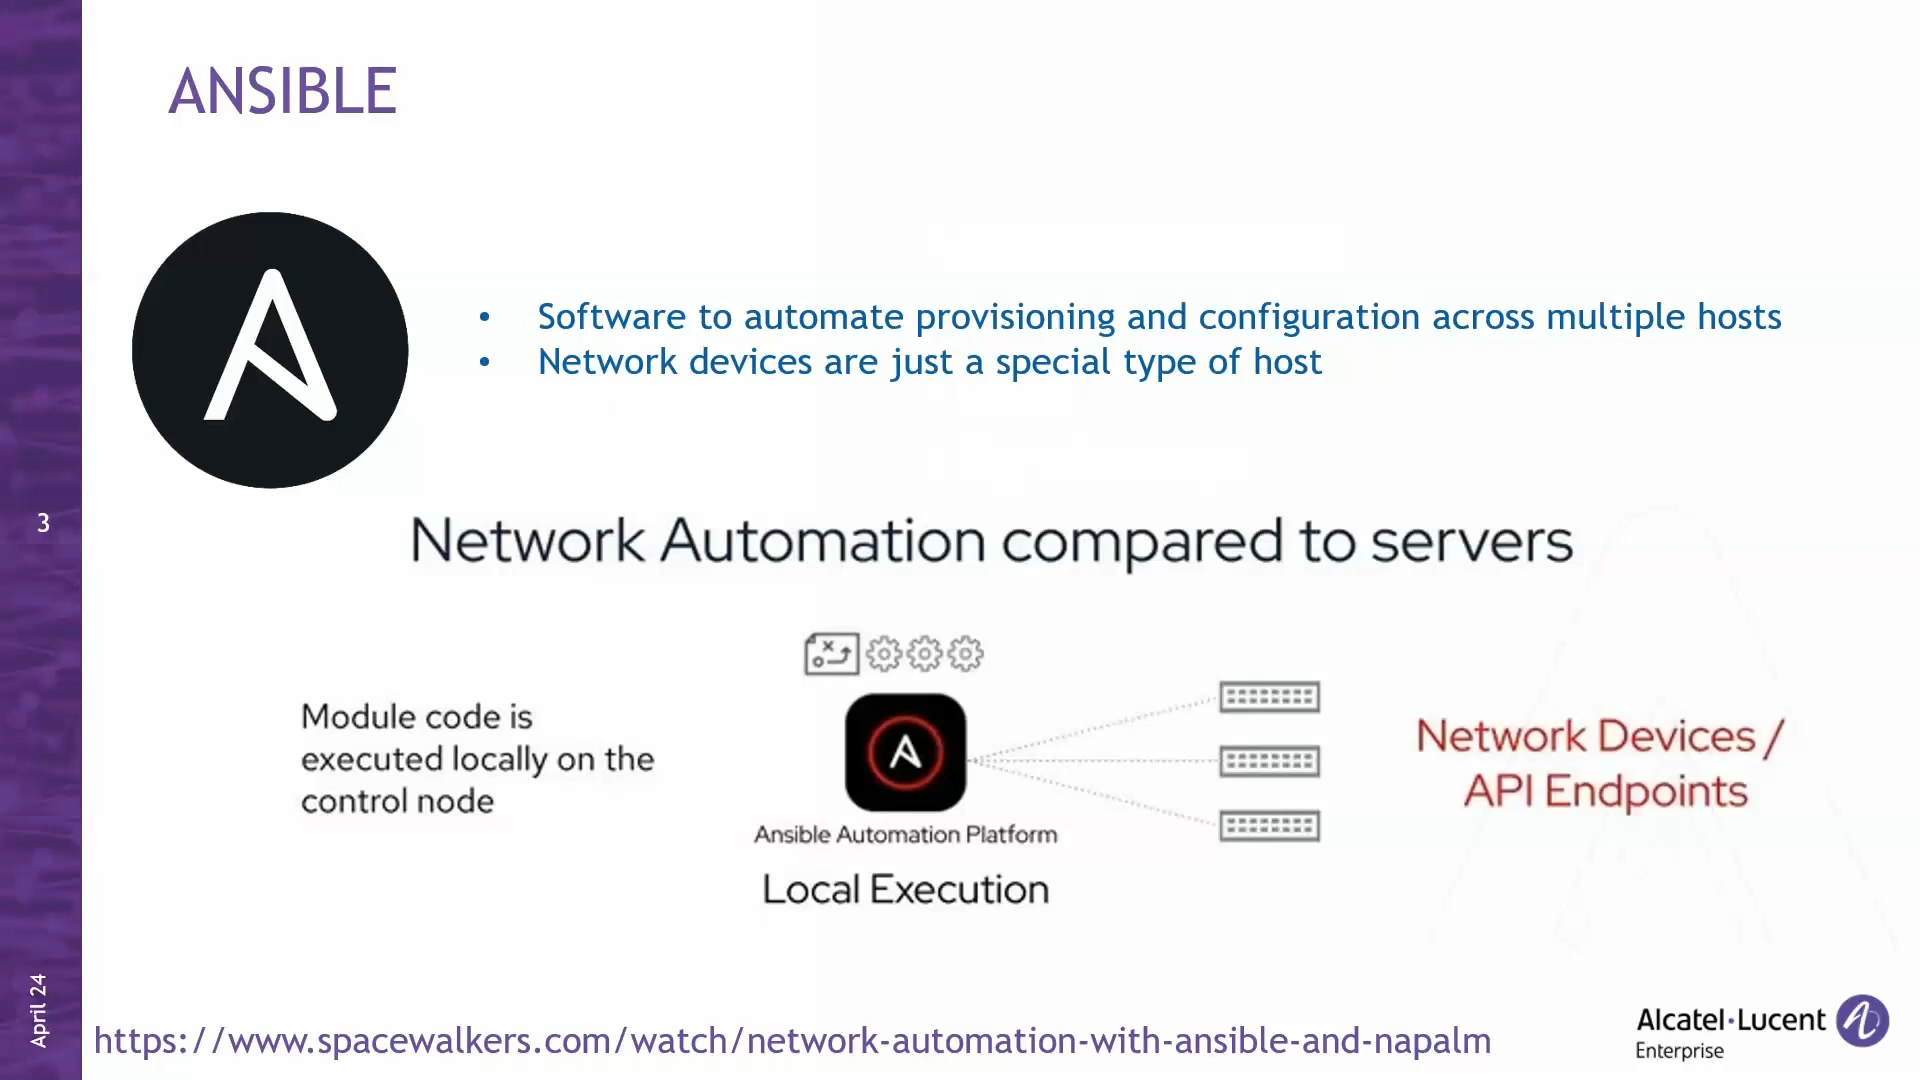 ANSIBLE
• Software to automate provisioning and configuration across multiple hosts
• Network devices are just a special type of host
3
Network Automation compared to servers
Module code is
executed locally on the
control node
Ansible Automation Platform
Local Execution
Network Devices /
API Endpoints
April 24
https://www.spacewalkers.com/watch/network-automation-with-ansible-and-napalm
Alcatel·Lucent
Enterprise